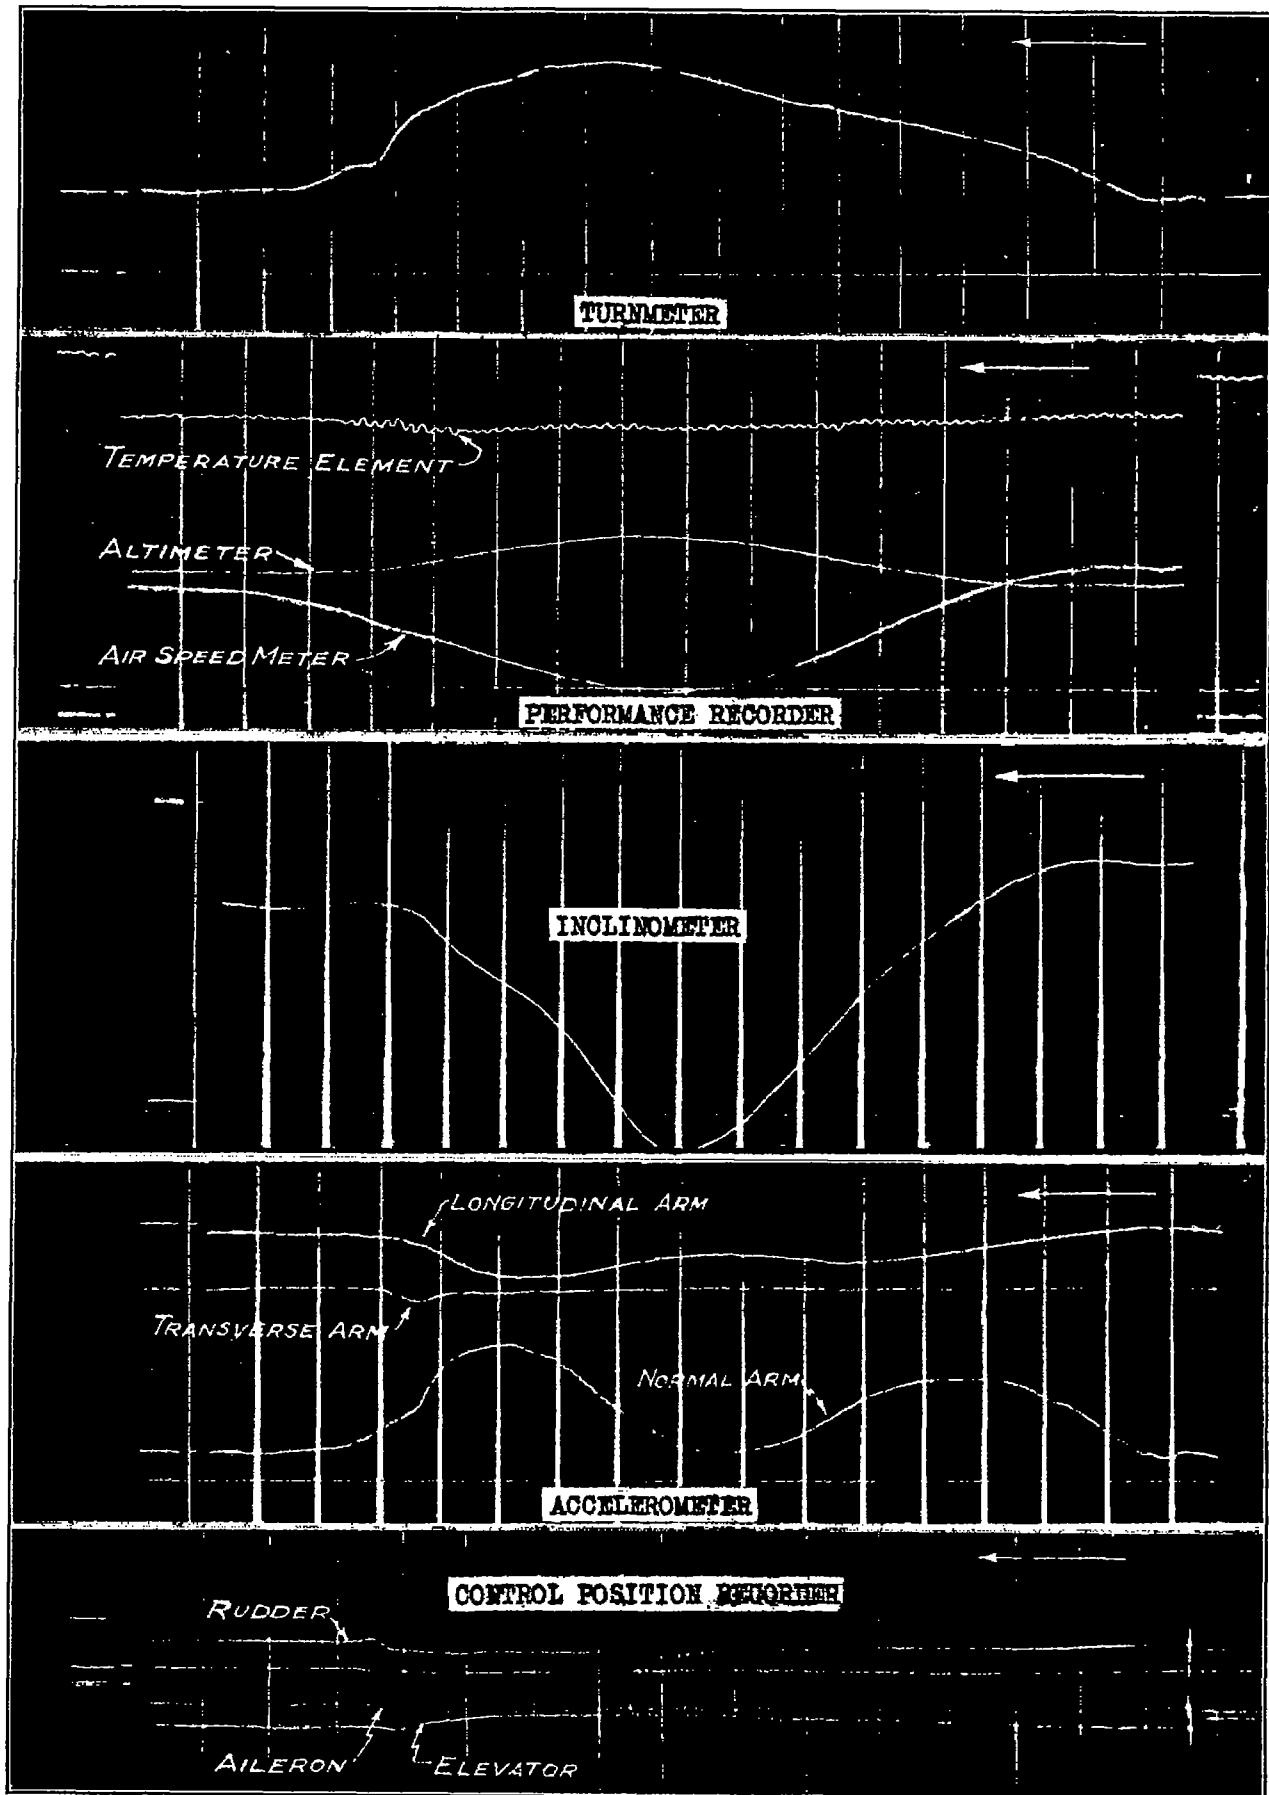 TURNMETER
TEMPERATURE ELEMENT
ALTIMETER
AIR SPEED METER
PERFORMANCE RECORDER
INCLINOMETER
LONGITUDINAL ARM
TRANSVERSE ARM
NORMAL ARM
ACCELEROMETER
CONTROL POSITION RECORDER
RUDDER
AILERON
ELEVATOR